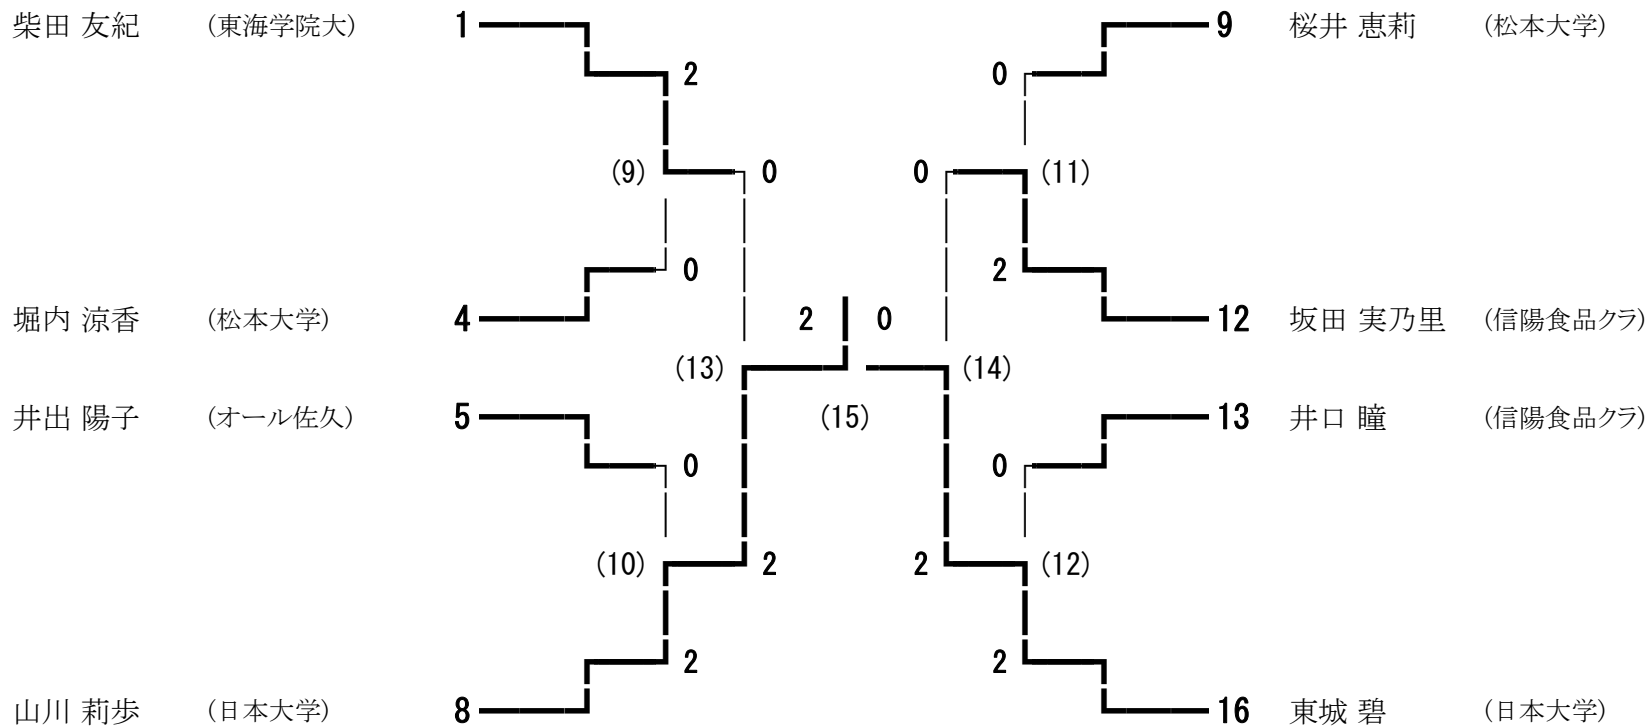 柴田 友紀 (東海学院大) 1 9 桜井 恵莉 (松本大学)
2 0
(9) 0 0 (11)
0 2
堀内 涼香 (松本大学) 4 2 0 12 坂田 実乃里 (信陽食品クラ)
(13) (14)
井出 陽子 (オール佐久) 5 (15) 13 井口 瞳 (信陽食品クラ)
0 0
(10) 2 2 (12)
2 2
山川 莉歩 (日本大学) 8 16 東城 碧 (日本大学)